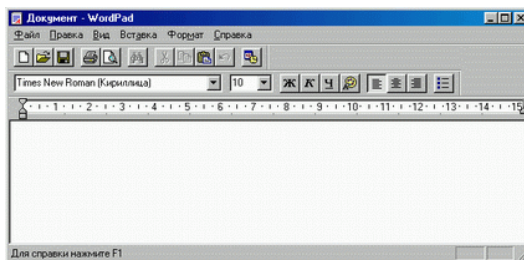 Документ - WordPad
Файл Правка Вид Вставка Формат Справка
Times New Roman (Кириллица) 10 Ж К Ч
1 2 3 4 5 6 7 8 9 10 11 12 13 14 15
Для справки нажмите F1